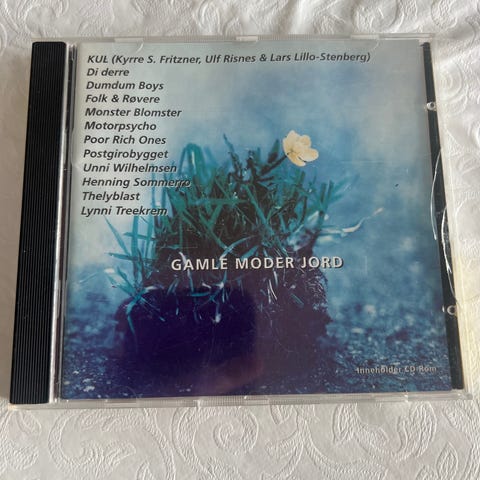 KUŁ (Kyrre S. Fritzner, Ulf Risnes & Lars Lillo-Stenberg)
Di derre
Dumdum Boys
Folk & Røvere
Monster Blomster
Motorpsycho
Poor Rich Ones
Postgirobygget
Unni Wilhelmsen
Henning Sommerro
Thelyblast
Lynni Treekrem
GAMLE MODER JORD
Inneholder CD-Rom